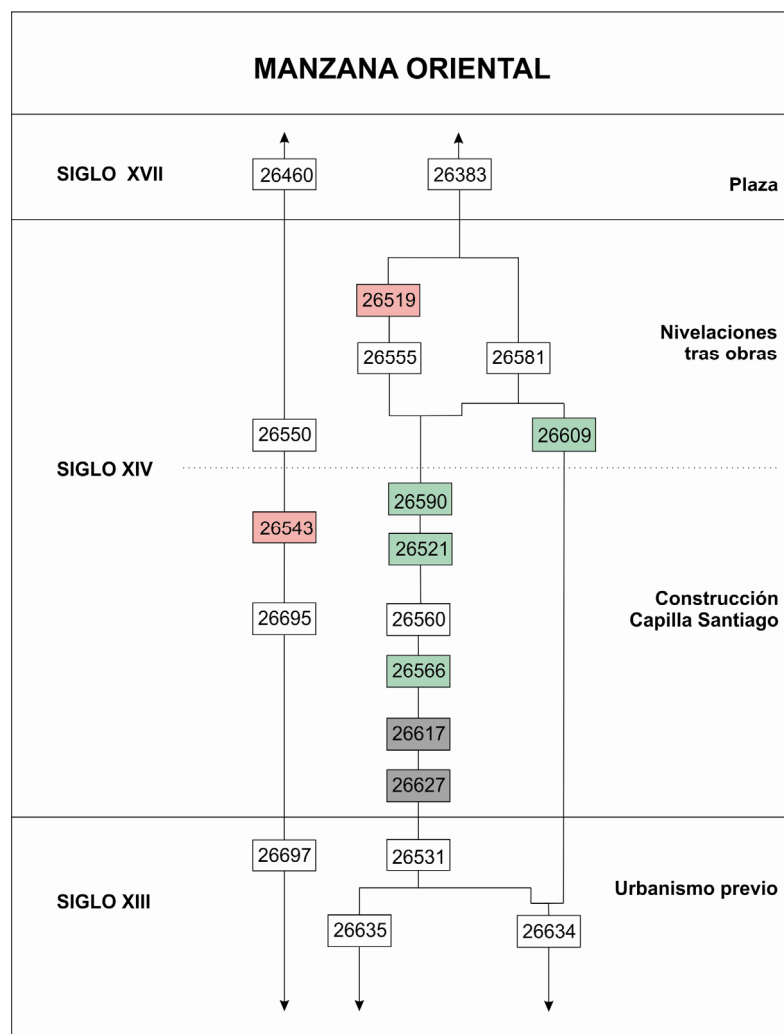 MANZANA ORIENTAL
SIGLO XVII
26460
26383
Plaza
26519
Nivelaciones
tras obras
26555
26581
26550
26609
SIGLO XIV
26590
26543
26521
Construcción
Capilla Santiago
26695
26560
26566
26617
26627
26697
26531
Urbanismo previo
SIGLO XIII
26635
26634